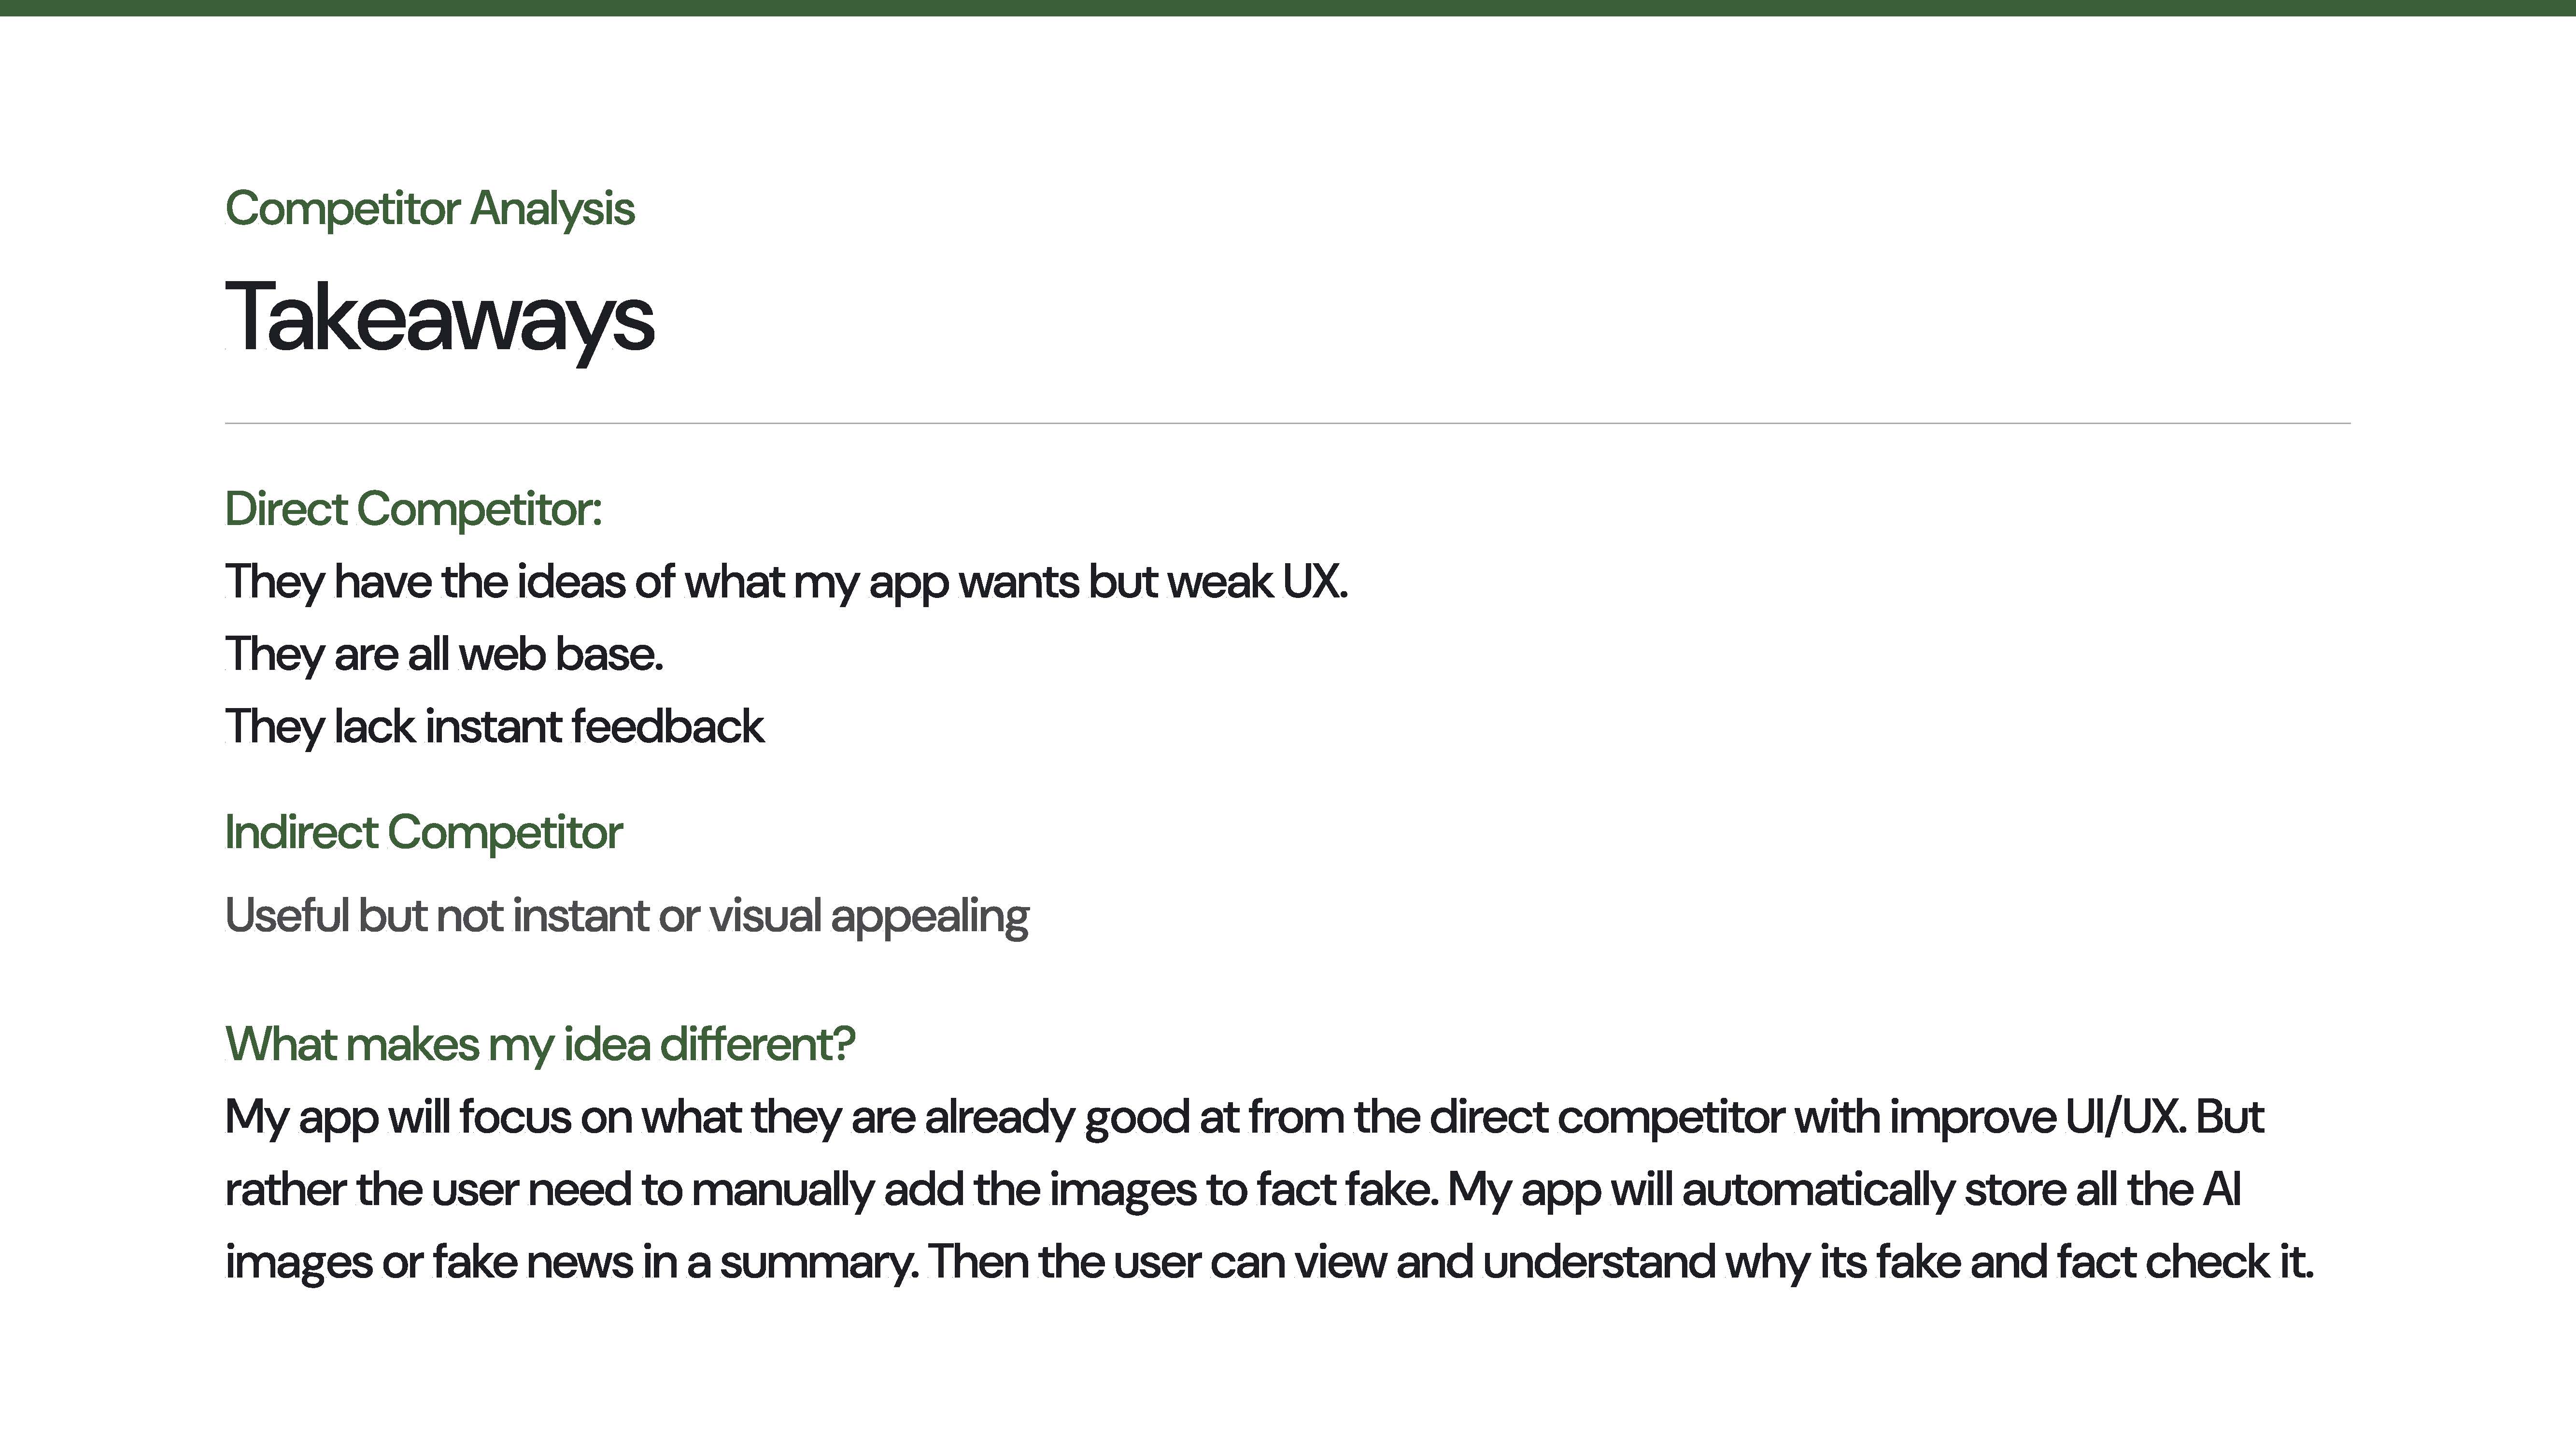 Competitor Analysis
Takeaways
Direct Competitor:
They have the ideas of what my app wants but weak UX.
They are all web base.
They lack instant feedback
Indirect Competitor
Useful but not instant or visual appealing
What makes my idea different?
My app will focus on what they are already good at from the direct competitor with improve UI/UX. But
rather the user need to manually add the images to fact fake. My app will automatically store all the AI
images or fake news in a summary. Then the user can view and understand why its fake and fact check it.